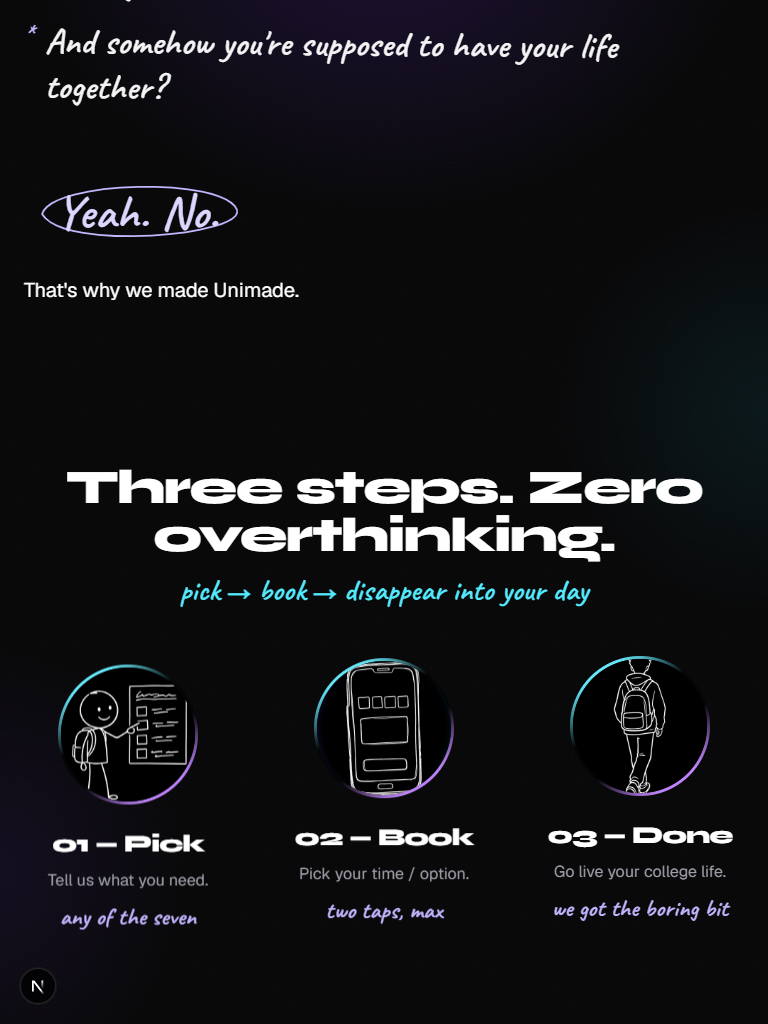 * And somehow you're supposed to have your life
together?
Yeah. No.
That's why we made Unimade.
Three steps. Zero
overthinking.
pick → book → disappear into your day
01 — Pick
Tell us what you need.
any of the seven
02 — Book
Pick your time / option.
two taps, max
03 — Done
Go live your college life.
we got the boring bit
N